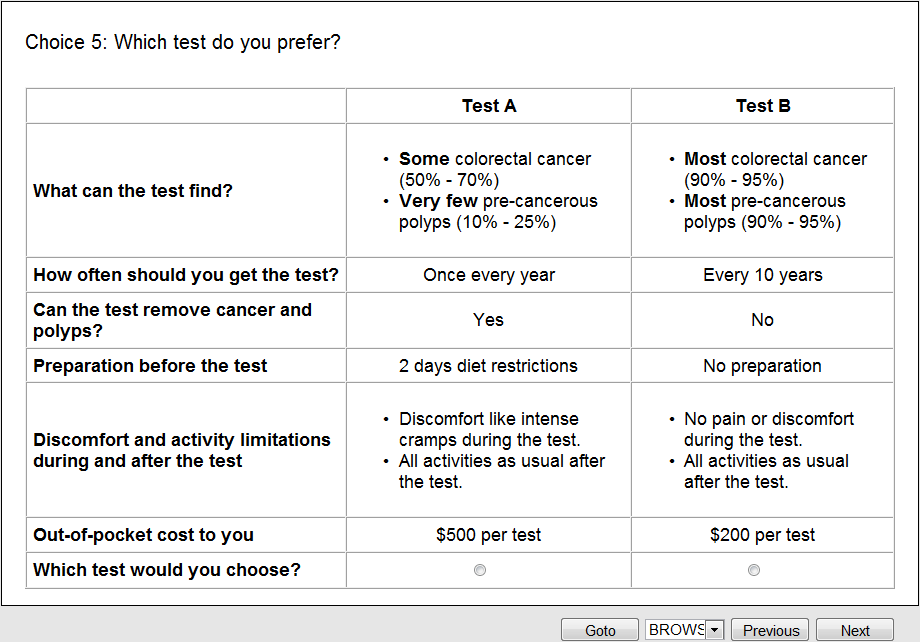 Choice 5: Which test do you prefer?
Test A
Test B
What can the test find?
• Some colorectal cancer
(50% - 70%)
• Very few pre-cancerous
polyps (10% - 25%)
• Most colorectal cancer
(90% - 95%)
• Most pre-cancerous
polyps (90% - 95%)
How often should you get the test?
Once every year
Every 10 years
Can the test remove cancer and
polyps?
Yes
No
Preparation before the test
2 days diet restrictions
No preparation
Discomfort and activity limitations
during and after the test
• Discomfort like intense
cramps during the test.
• All activities as usual after
the test.
• No pain or discomfort
during the test.
• All activities as usual
after the test.
Out-of-pocket cost to you
$500 per test
$200 per test
Which test would you choose?
Goto
BROWS
Previous
Next